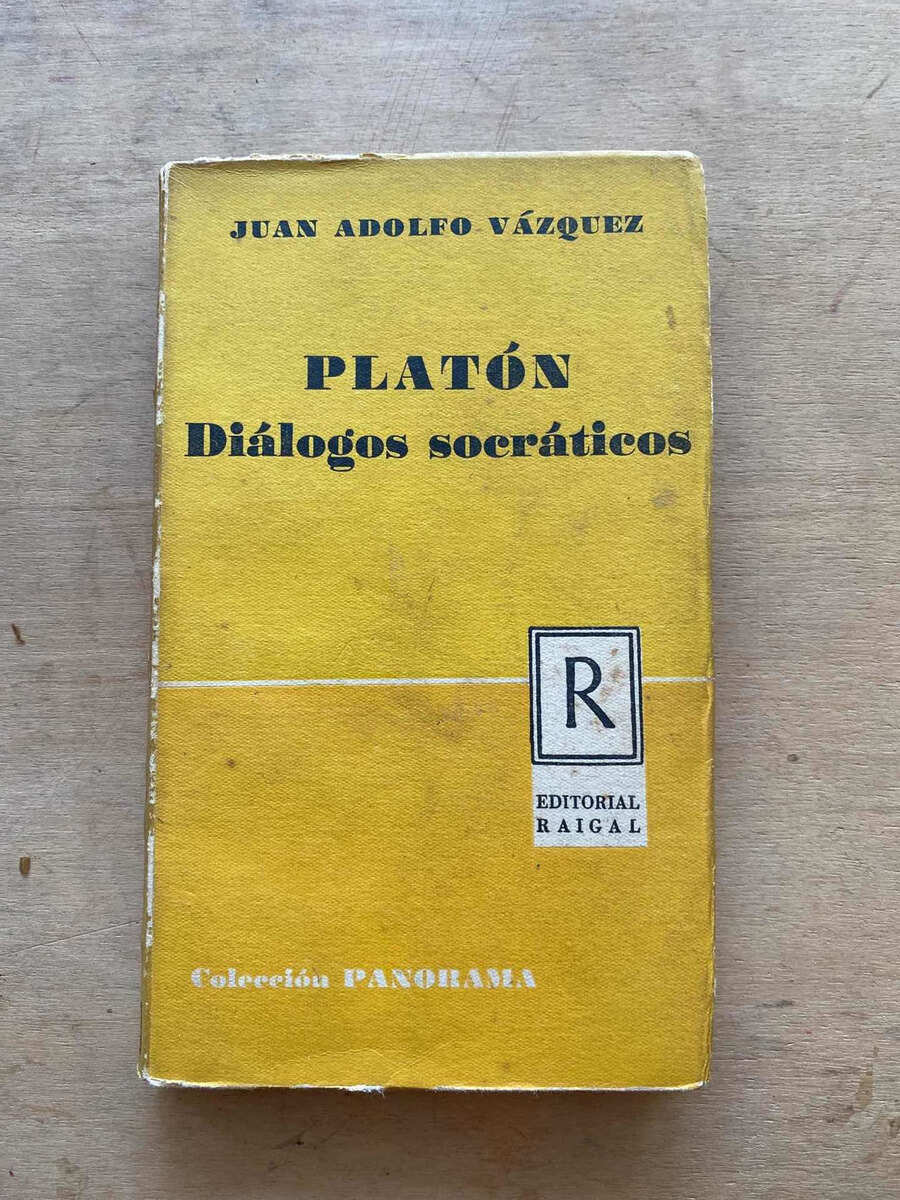 JUAN ADOLFO VÁZQUEZ
PLATÓN
Diálogos socráticos
R
EDITORIAL
RAIGAL
Colección PANORAMA